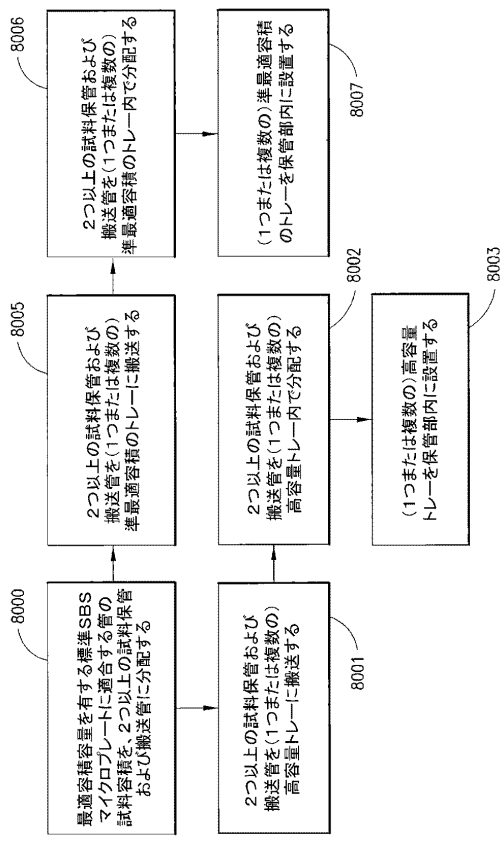 8000
最適容積容量を有する標準SBS
マイクロプレートに適合する管の
試料容積を、2つ以上の試料保管
および搬送管に分配する
8005
2つ以上の試料保管および
搬送管を(1つまたは複数の)
準最適容積のトレーに搬送する
8006
2つ以上の試料保管および
搬送管を(1つまたは複数の)
準最適容積のトレー内で分配する
8001
2つ以上の試料保管および
搬送管を(1つまたは複数の)
高容量トレーに搬送する
8002
2つ以上の試料保管および
搬送管を(1つまたは複数の)
高容量トレー内で分配する
8007
(1つまたは複数の)準最適容積
のトレーを保管部内に設置する
8003
(1つまたは複数の)高容量
トレーを保管部内に設置する